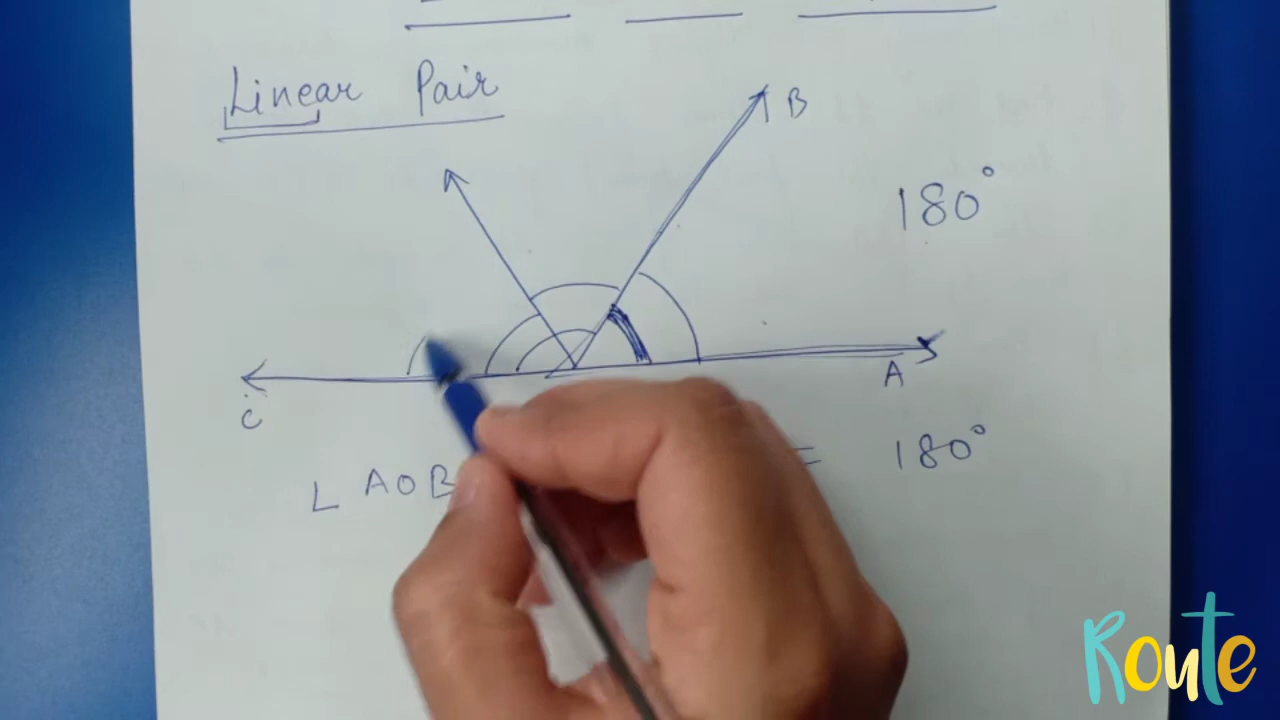 Linear Pair
B
180°
A
C
∠ AOB = 180°
Route